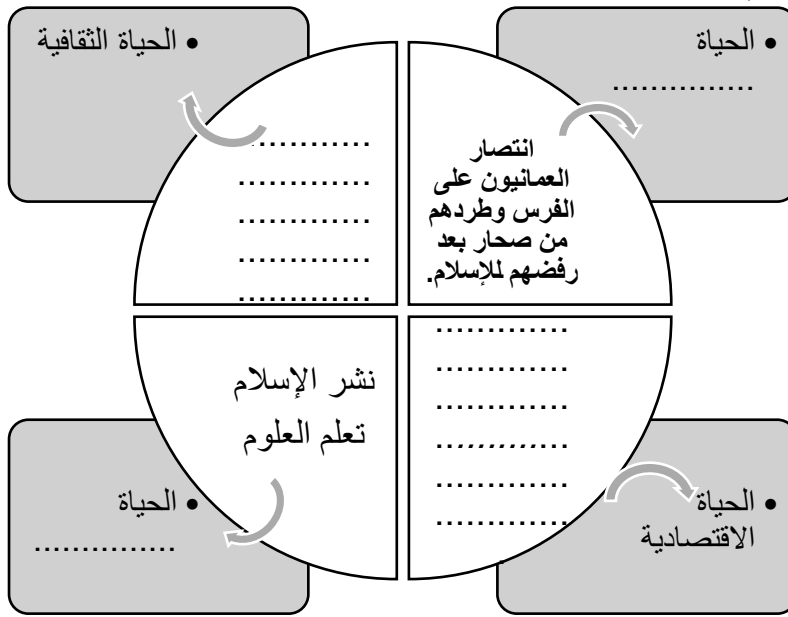 • الحياة
...............
انتصار
العمانيون على
الفرس وطردهم
من صحار بعد
رفضهم للإسلام.
• الحياة الثقافية
.............
.............
.............
.............
.............
.............
.............
.............
.............
.............
.............
• الحياة
الاقتصادية
نشر الإسلام
تعلم العلوم
• الحياة
...............